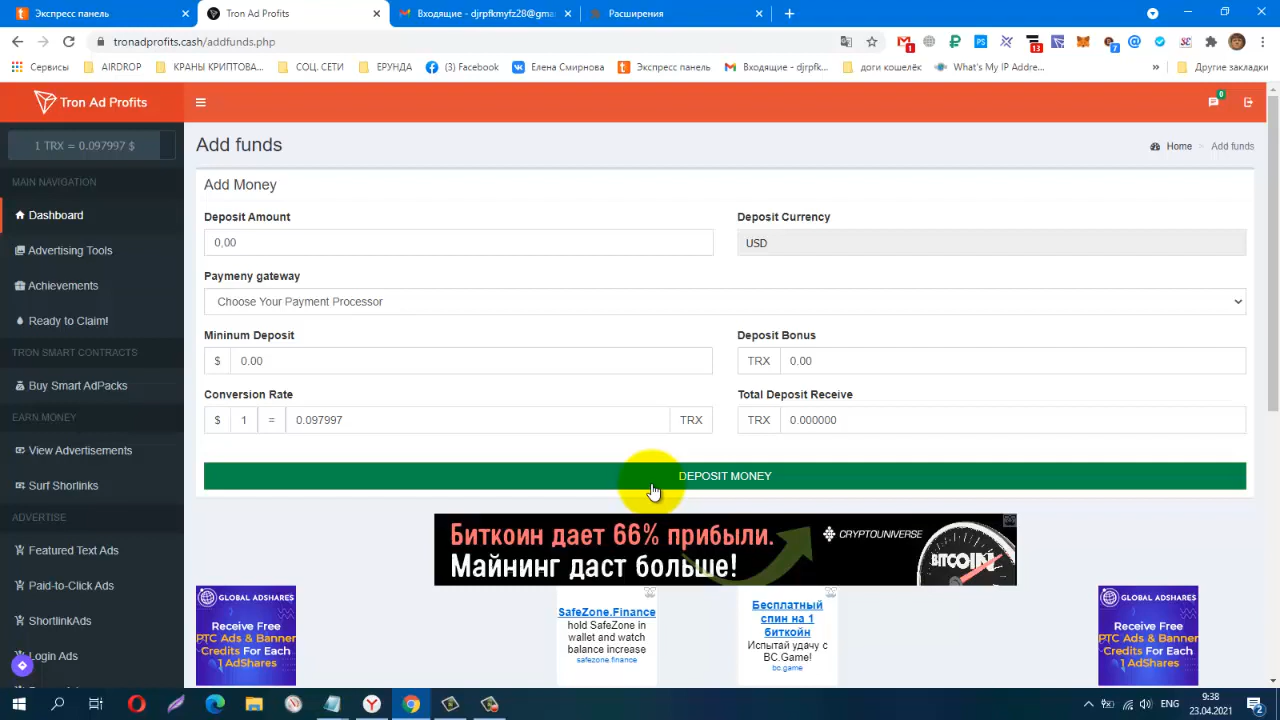 Экспресс панель
Tron Ad Profits
Входящие - djrpfkmyfz28@gma
Расширения
tronadprofits.cash/addfunds.php
1
13
7
Сервисы
AIRDROP
КРАНЫ КРИПТОВА...
СОЦ. СЕТИ
ЕРУНДА
(3) Facebook
Елена Смирнова
Экспресс панель
Входящие - djrpfk...
доги кошелёк
What's My IP Addre...
»
Другие закладки
Tron Ad Profits
0
1 TRX = 0.097997 $
MAIN NAVIGATION
Dashboard
Advertising Tools
Achievements
Ready to Claim!
TRON SMART CONTRACTS
Buy Smart AdPacks
EARN MONEY
View Advertisements
Surf Shorlinks
ADVERTISE
Featured Text Ads
Paid-to-Click Ads
ShortlinkAds
Login Ads
Add funds
Home
Add funds
Add Money
Deposit Amount
Deposit Currency
0,00
USD
Paymeny gateway
Choose Your Payment Processor
Mininum Deposit
Deposit Bonus
$ 0.00
TRX 0.00
Conversion Rate
Total Deposit Receive
$ 1 = 0.097997 TRX
TRX 0.000000
DEPOSIT MONEY
Биткоин дает 66% прибыли.
Майнинг даст больше!
CRYPTOUNIVERSE
BITCOIN
GLOBAL ADSHARES
Receive Free
PTC Ads & Banner
Credits For Each
1 AdShares
SafeZone.Finance
hold SafeZone in
wallet and watch
balance increase
safezone.finance
Бесплатный
спин на 1
биткойн
Испытай удачу с
BC.Game!
bc.game
GLOBAL ADSHARES
Receive Free
PTC Ads & Banner
Credits For Each
1 AdShares
ENG
9:38
23.04.2021
2